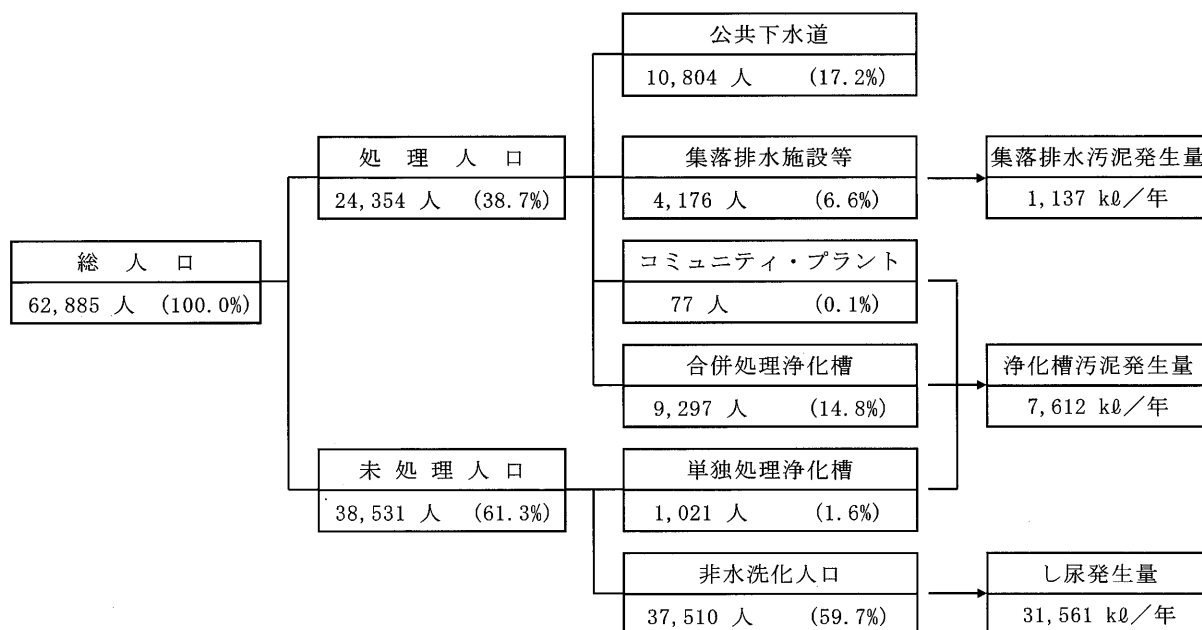 公共下水道
10,804 人 (17.2%)
処 理 人 口
24,354 人 (38.7%)
集落排水施設等
4,176 人 (6.6%)
集落排水汚泥発生量
1,137 kℓ/年
総 人 口
62,885 人 (100.0%)
コミュニティ・プラント
77 人 (0.1%)
合併処理浄化槽
9,297 人 (14.8%)
浄化槽汚泥発生量
7,612 kℓ/年
未 処 理 人 口
38,531 人 (61.3%)
単独処理浄化槽
1,021 人 (1.6%)
非水洗化人口
37,510 人 (59.7%)
し尿発生量
31,561 kℓ/年